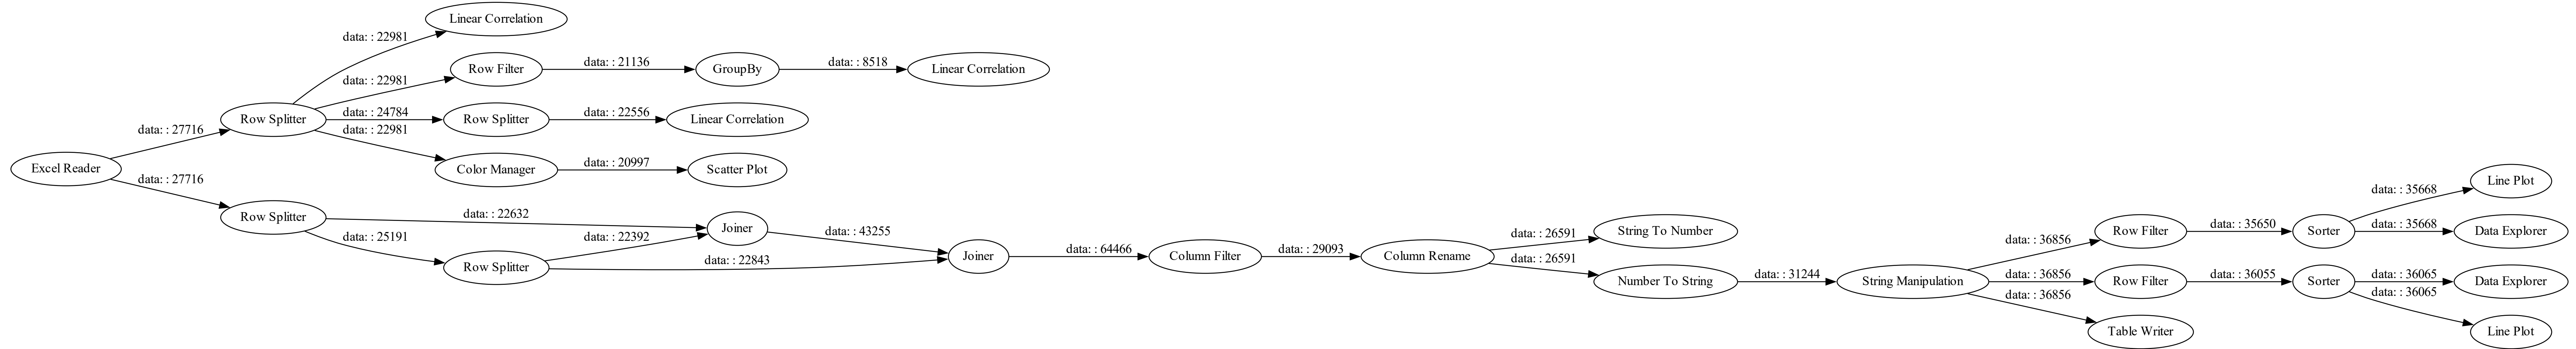 Linear Correlation
data: : 22981
Row Filter
data: : 21136
GroupBy
data: : 8518
Linear Correlation
data: : 22981
Row Splitter
data: : 24784
Row Splitter
data: : 22556
Linear Correlation
data: : 27716
data: : 22981
Excel Reader
Color Manager
data: : 20997
Scatter Plot
data: : 27716
Row Splitter
data: : 22632
Joiner
data: : 43255
data: : 25191
data: : 22392
Row Splitter
data: : 22843
Joiner
data: : 64466
Column Filter
data: : 29093
Column Rename
data: : 26591
String To Number
data: : 26591
Number To String
data: : 31244
String Manipulation
data: : 36856
Row Filter
data: : 35650
Sorter
data: : 35668
Line Plot
data: : 35668
Data Explorer
data: : 36856
Row Filter
data: : 36055
Sorter
data: : 36065
Data Explorer
data: : 36065
Line Plot
data: : 36856
Table Writer